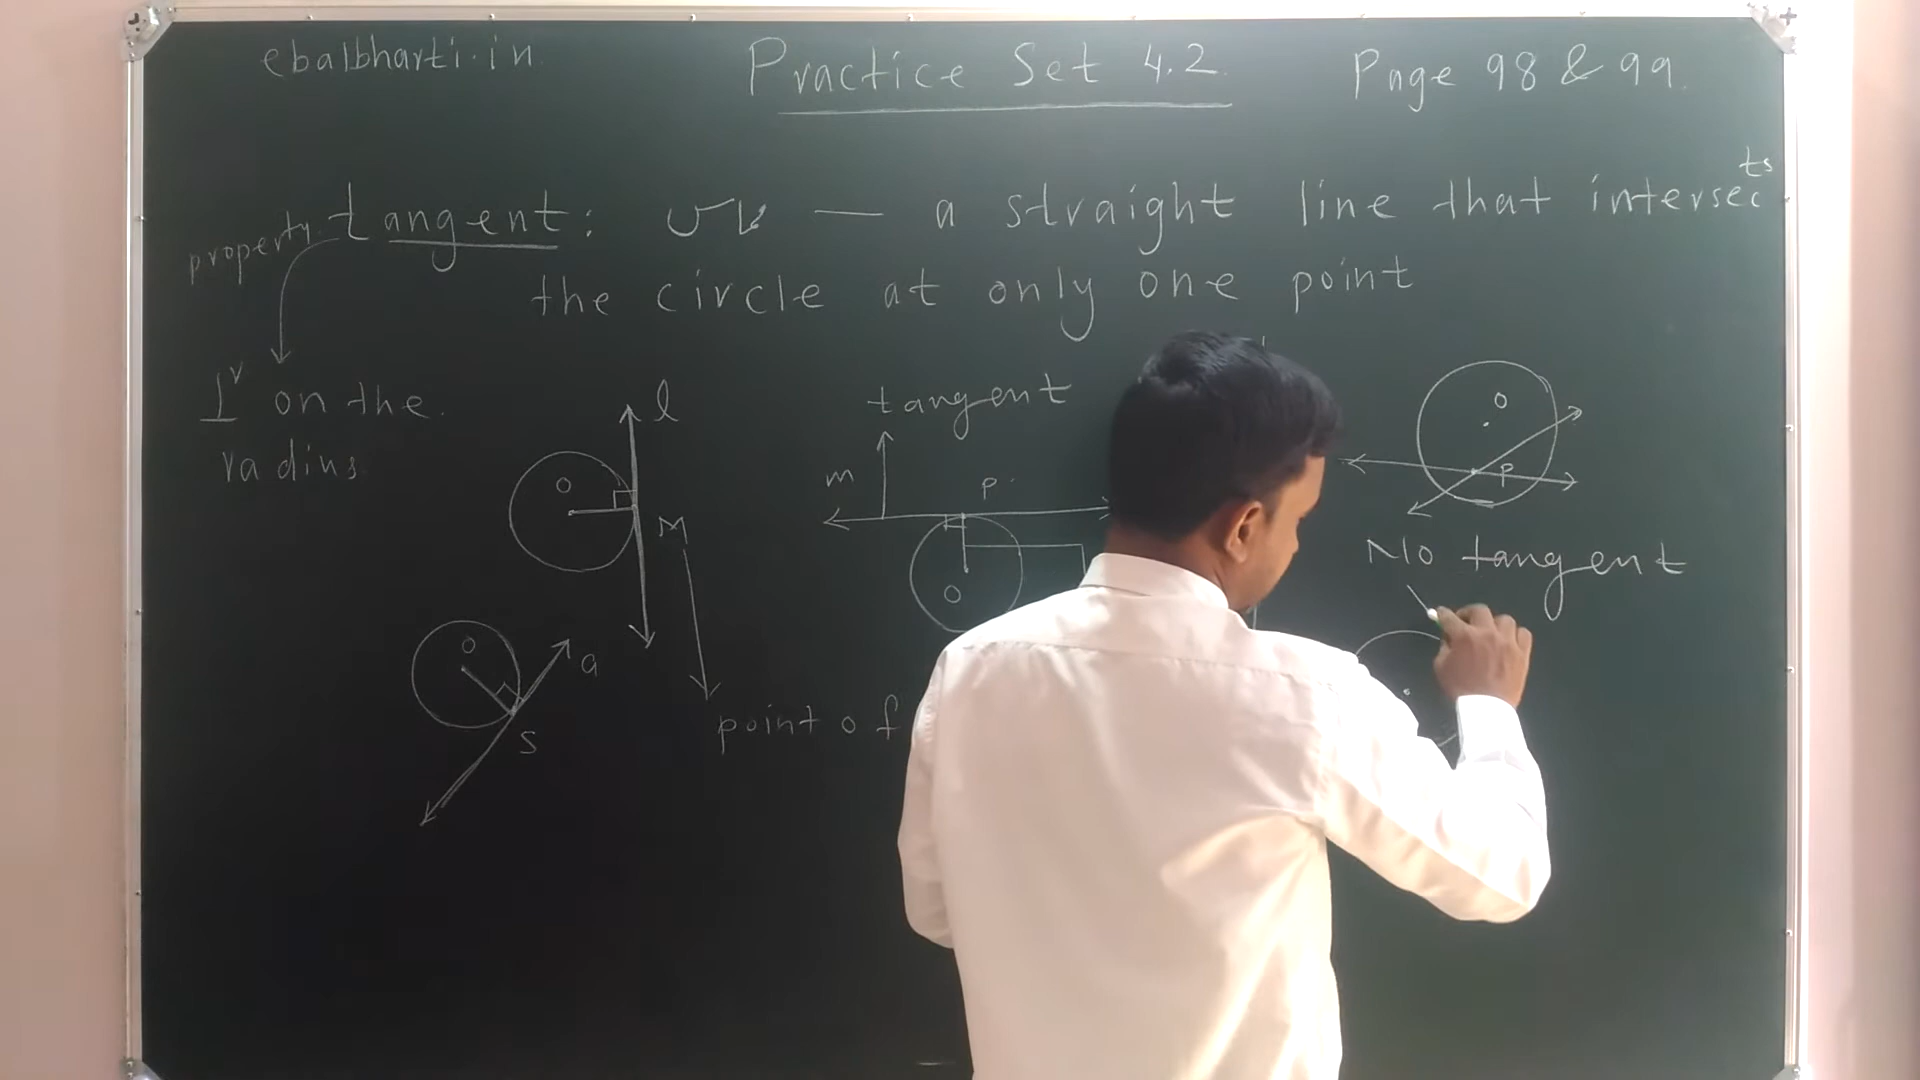 ebalbharti.in
Practice Set 4.2
Page 98 & 99.
property
tangent: — a straight line that intersects
the circle at only one point
⊥r on the
radius
l
O
M
O
a
S
tangent
m
P
O
point of
O
P
No tangent